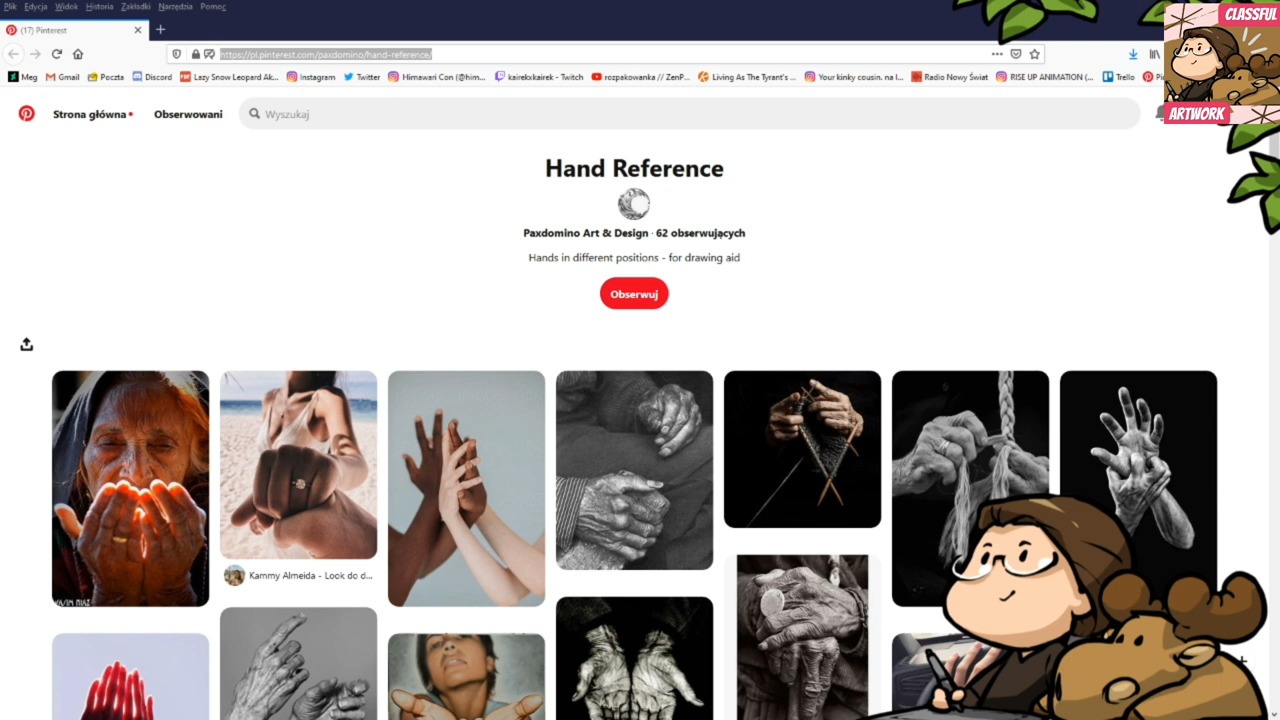 Plik Edycja Widok Historia Zakładki Narzędzia Pomoc
(17) Pinterest
https://pl.pinterest.com/paxdomino/hand-reference/
Meg Gmail Poczta Discord Lazy Snow Leopard Ak... Instagram Twitter Himawari Con (@him... kairekxkairek - Twitch rozpakowanka // ZenP... Living As The Tyrant's ... Your kinky cousin. na I... Radio Nowy Świat RISE UP ANIMATION (... Trello
CLASSFUL
ARTWORK
Strona główna Obserwowani Wyszukaj
Hand Reference
Paxdomino Art & Design · 62 obserwujących
Hands in different positions - for drawing aid
Obserwuj
Kammy Almeida - Look do d...